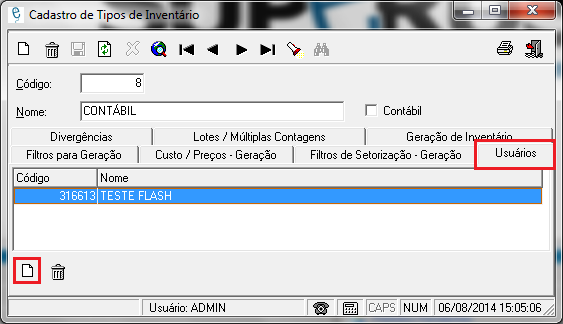 Cadastro de Tipos de Inventário
Código: 8
Nome: CONTÁBIL Contábil
Divergências Lotes / Múltiplas Contagens Geração de Inventário
Filtros para Geração Custo / Preços - Geração Filtros de Setorização - Geração Usuários
Código Nome
316613 TESTE FLASH
Usuário: ADMIN CAPS NUM 06/08/2014 15:05:06